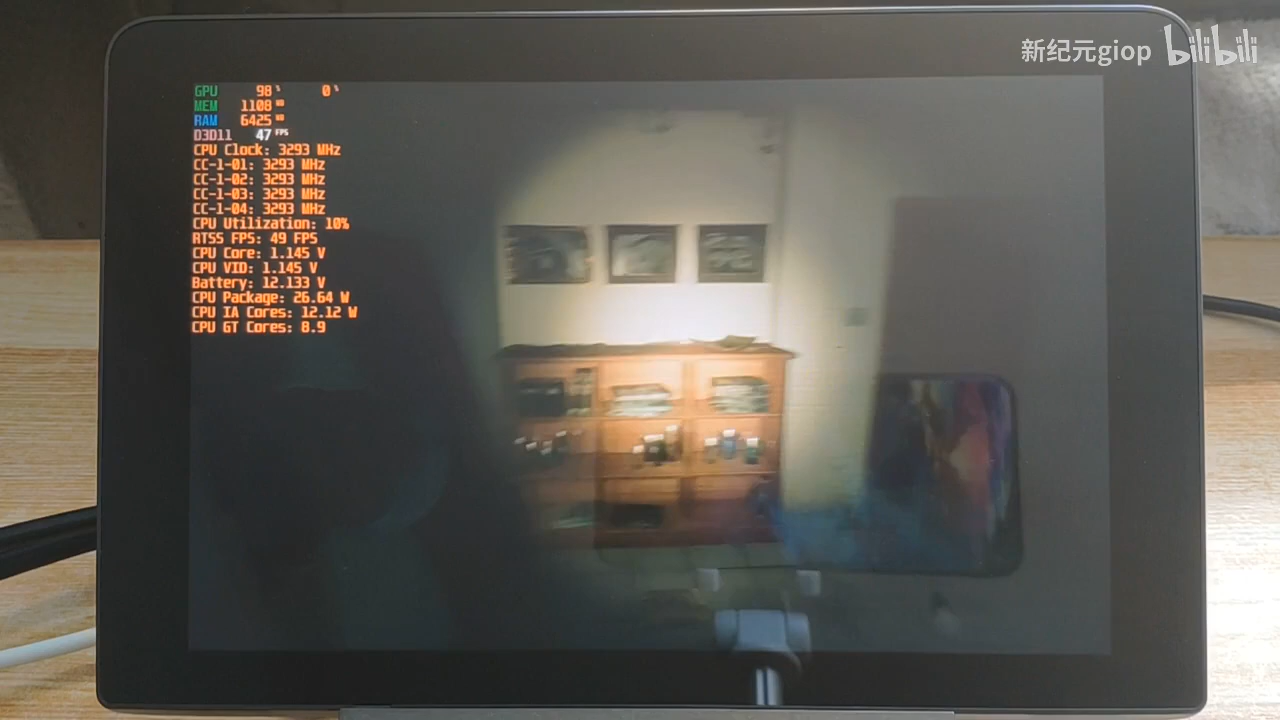 新纪元giop bilibili
GPU 98 % 0 %
MEM 1108 MB
RAM 6425 MB
D3D11 47 FPS
CPU Clock: 3293 MHz
CC-1-01: 3293 MHz
CC-1-02: 3293 MHz
CC-1-03: 3293 MHz
CC-1-04: 3293 MHz
CPU Utilization: 10%
RTSS FPS: 49 FPS
CPU Core: 1.145 V
CPU VID: 1.145 V
Battery: 12.133 V
CPU Package: 26.64 W
CPU IA Cores: 12.12 W
CPU GT Cores: 8.9